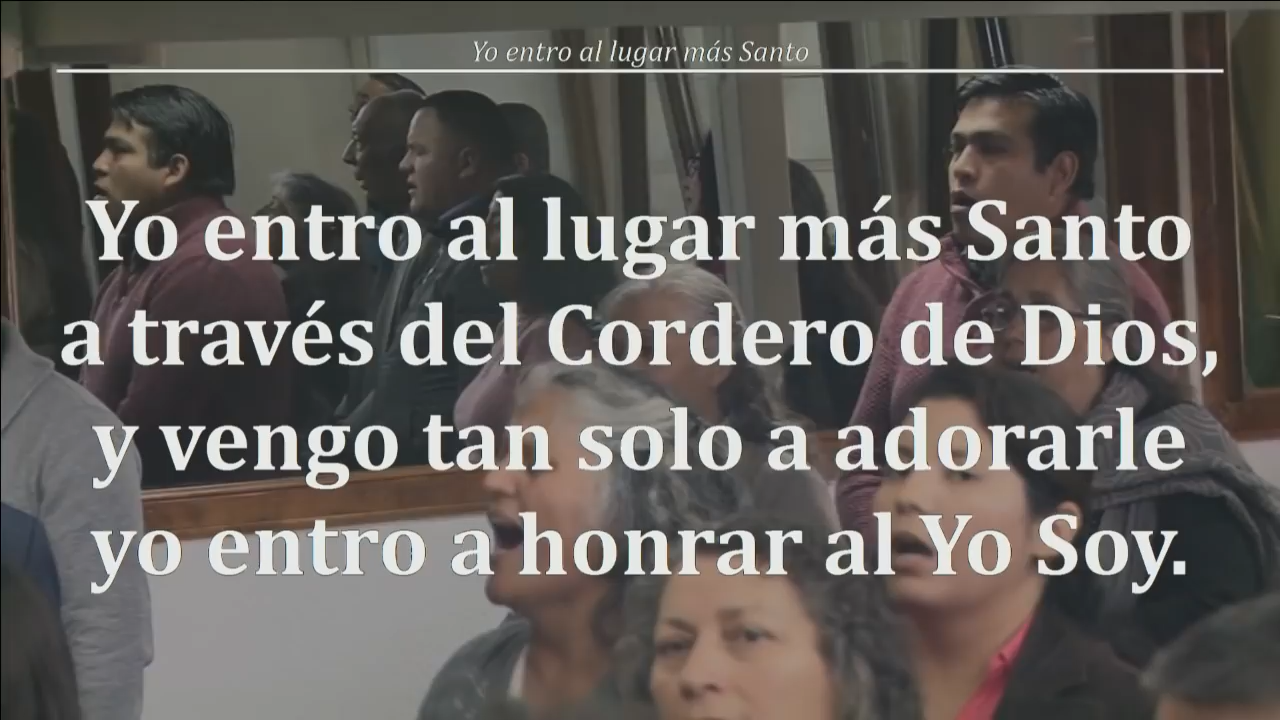 Yo entro al lugar más Santo
Yo entro al lugar más Santo
a través del Cordero de Dios,
y vengo tan solo a adorarle
yo entro a honrar al Yo Soy.